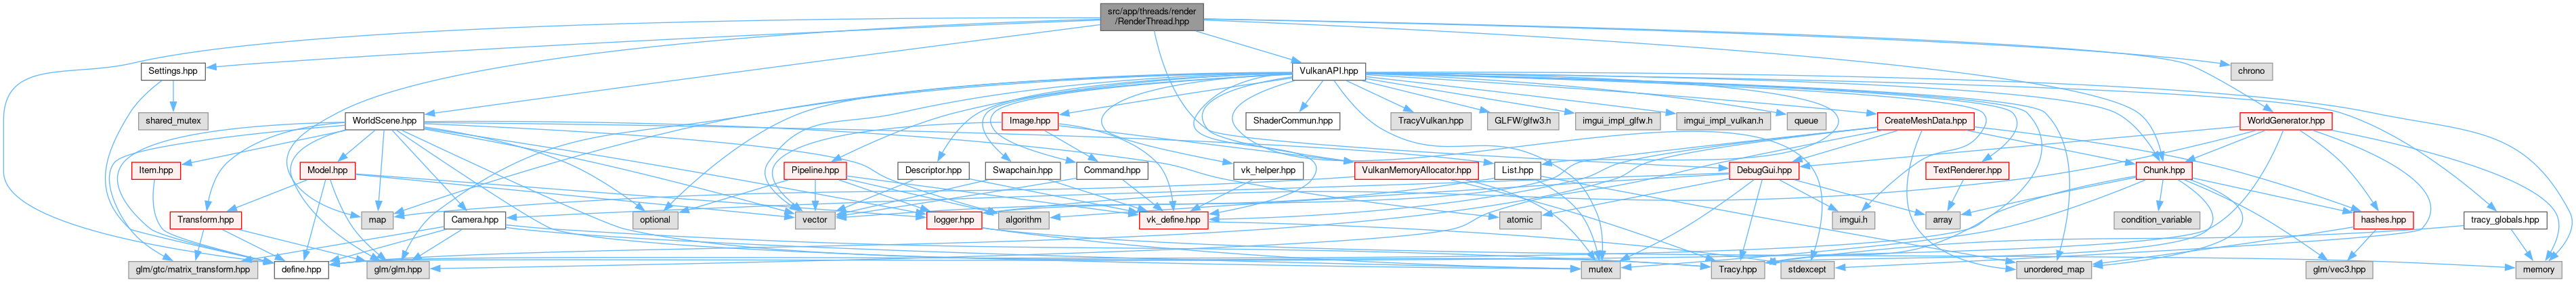 src/app/threads/render
/RenderThread.hpp
Settings.hpp
VulkanAPI.hpp
chrono
shared_mutex
WorldScene.hpp
Image.hpp
ShaderCommun.hpp
TracyVulkan.hpp
GLFW/glfw3.h
imgui_impl_glfw.h
imgui_impl_vulkan.h
queue
CreateMeshData.hpp
WorldGenerator.hpp
Item.hpp
Model.hpp
Pipeline.hpp
Descriptor.hpp
Swapchain.hpp
Command.hpp
vk_helper.hpp
VulkanMemoryAllocator.hpp
List.hpp
DebugGui.hpp
TextRenderer.hpp
Chunk.hpp
Transform.hpp
map
Camera.hpp
optional
vector
logger.hpp
algorithm
vk_define.hpp
atomic
imgui.h
array
condition_variable
hashes.hpp
tracy_globals.hpp
glm/gtc/matrix_transform.hpp
define.hpp
glm/glm.hpp
mutex
Tracy.hpp
stdexcept
unordered_map
glm/vec3.hpp
memory